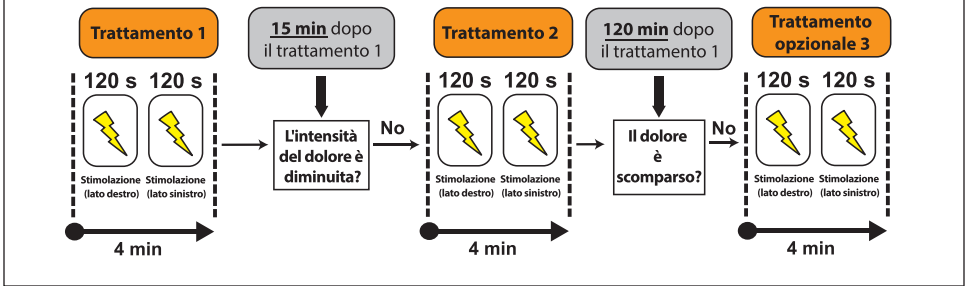 Trattamento 1
15 min dopo
il trattamento 1
Trattamento 2
120 min dopo
il trattamento 1
Trattamento
opzionale 3
120 s 120 s
Stimolazione Stimolazione
(lato destro) (lato sinistro)
4 min
L'intensità
del dolore è
diminuita?
No
120 s 120 s
Stimolazione Stimolazione
(lato destro) (lato sinistro)
4 min
Il dolore
è
scomparso?
No
120 s 120 s
Stimolazione Stimolazione
(lato destro) (lato sinistro)
4 min